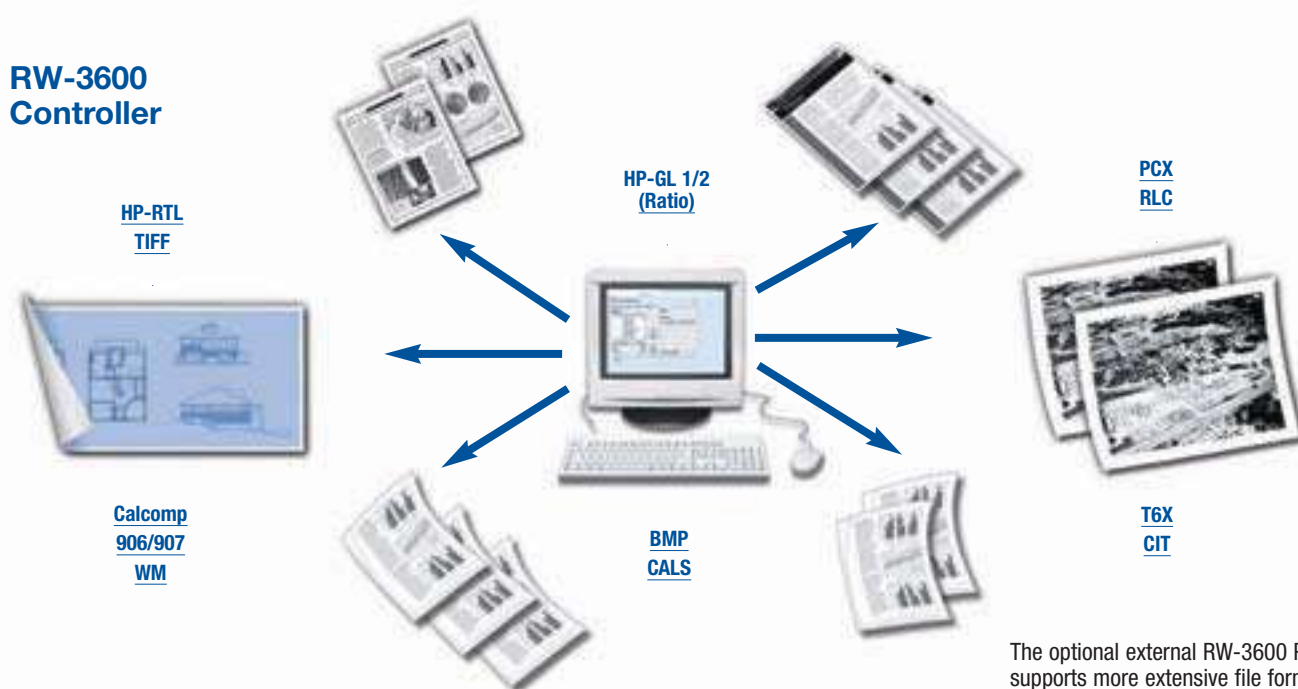 RW-3600
Controller
HP-RTL
TIFF
HP-GL 1/2
(Ratio)
PCX
RLC
Calcomp
906/907
WM
BMP
CALS
T6X
CIT
The optional external RW-3600
supports more extensive file